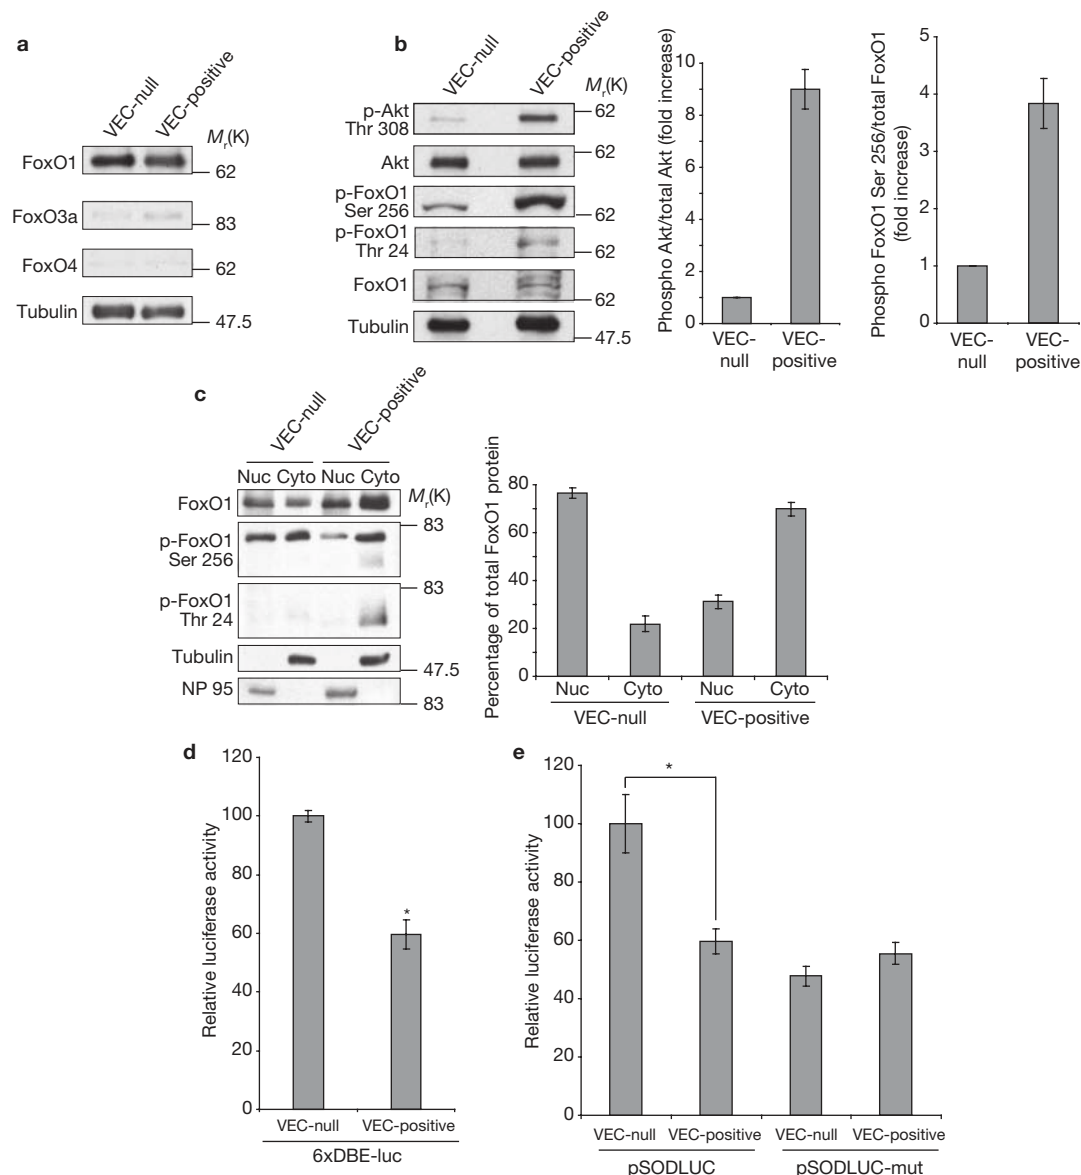 a
VEC-null
VEC-positive
Mr(K)
FoxO1
62
FoxO3a
83
FoxO4
62
Tubulin
47.5
b
VEC-null
VEC-positive
Mr(K)
p-Akt
Thr 308
62
Akt
62
p-FoxO1
Ser 256
62
p-FoxO1
Thr 24
62
FoxO1
62
Tubulin
47.5
Phospho Akt/total Akt (fold increase)
10
8
6
4
2
0
VEC-
null
VEC-
positive
Phospho FoxO1 Ser 256/total FoxO1
(fold increase)
5
4
3
2
1
0
VEC-
null
VEC-
positive
c
VEC-null
VEC-positive
Nuc Cyto Nuc Cyto
Mr(K)
FoxO1
83
p-FoxO1
Ser 256
83
p-FoxO1
Thr 24
Tubulin
47.5
NP 95
83
Percentage of total FoxO1 protein
80
60
40
20
0
Nuc Cyto Nuc Cyto
VEC-null VEC-positive
d
Relative luciferase activity
120
100
80
60
40
20
0
*
VEC-null VEC-positive
6xDBE-luc
e
Relative luciferase activity
120
100
80
60
40
20
0
*
VEC-null VEC-positive VEC-null VEC-positive
pSODLUC pSODLUC-mut